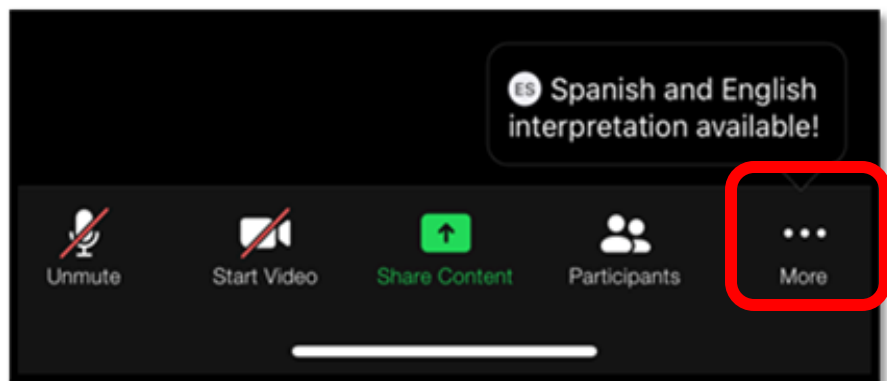 ES Spanish and English
interpretation available!
Unmute
Start Video
Share Content
Participants
More